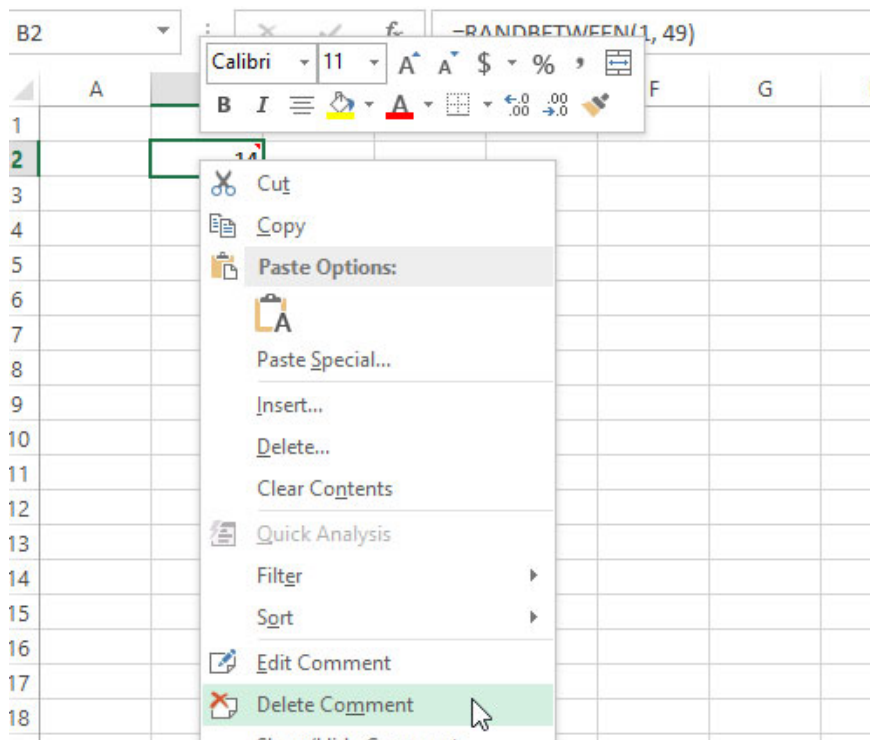 B2 fx =RANDBETWEEN(1, 49)
Calibri 11 A A $ % ,
B I A .00 .00 .0
A F G
1
2 14
3
4
5
6
7
8
9
10
11
12
13
14
15
16
17
18
Cut
Copy
Paste Options:
A
Paste Special...
Insert...
Delete...
Clear Contents
Quick Analysis
Filter
Sort
Edit Comment
Delete Comment